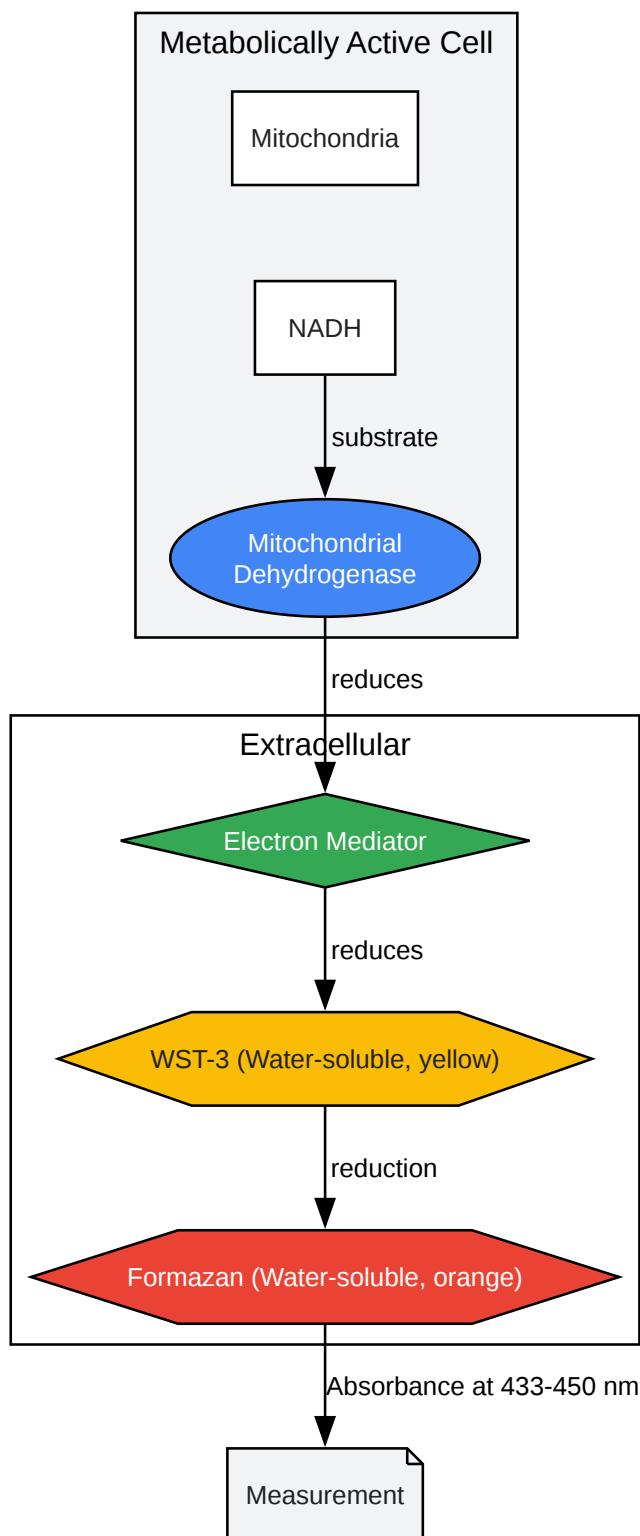 Metabolically Active Cell
Mitochondria
NADH
substrate
Mitochondrial
Dehydrogenase
reduces
Extracellular
Electron Mediator
reduces
WST-3 (Water-soluble, yellow)
reduction
Formazan (Water-soluble, orange)
Absorbance at 433-450 nm
Measurement